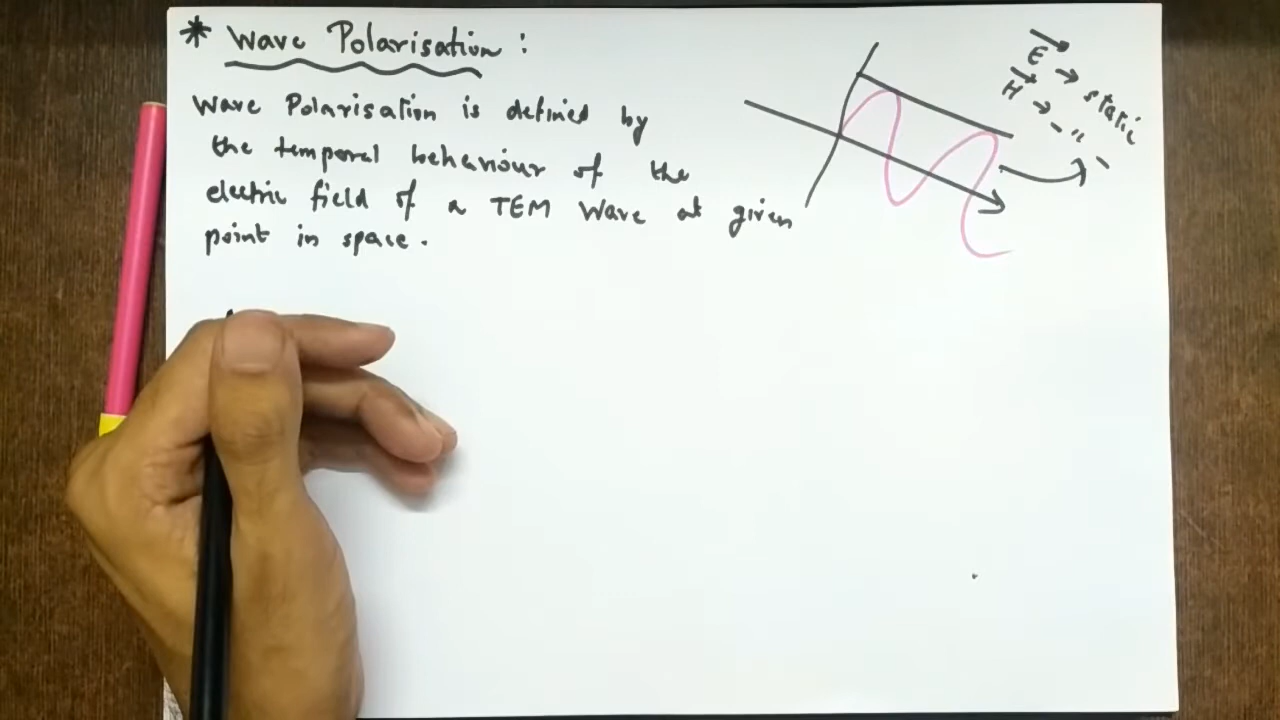 * Wave Polarisation :
Wave Polarisation is defined by
the temporal behaviour of the
electric field of a TEM Wave at given
point in space.
E → static
H → - " -